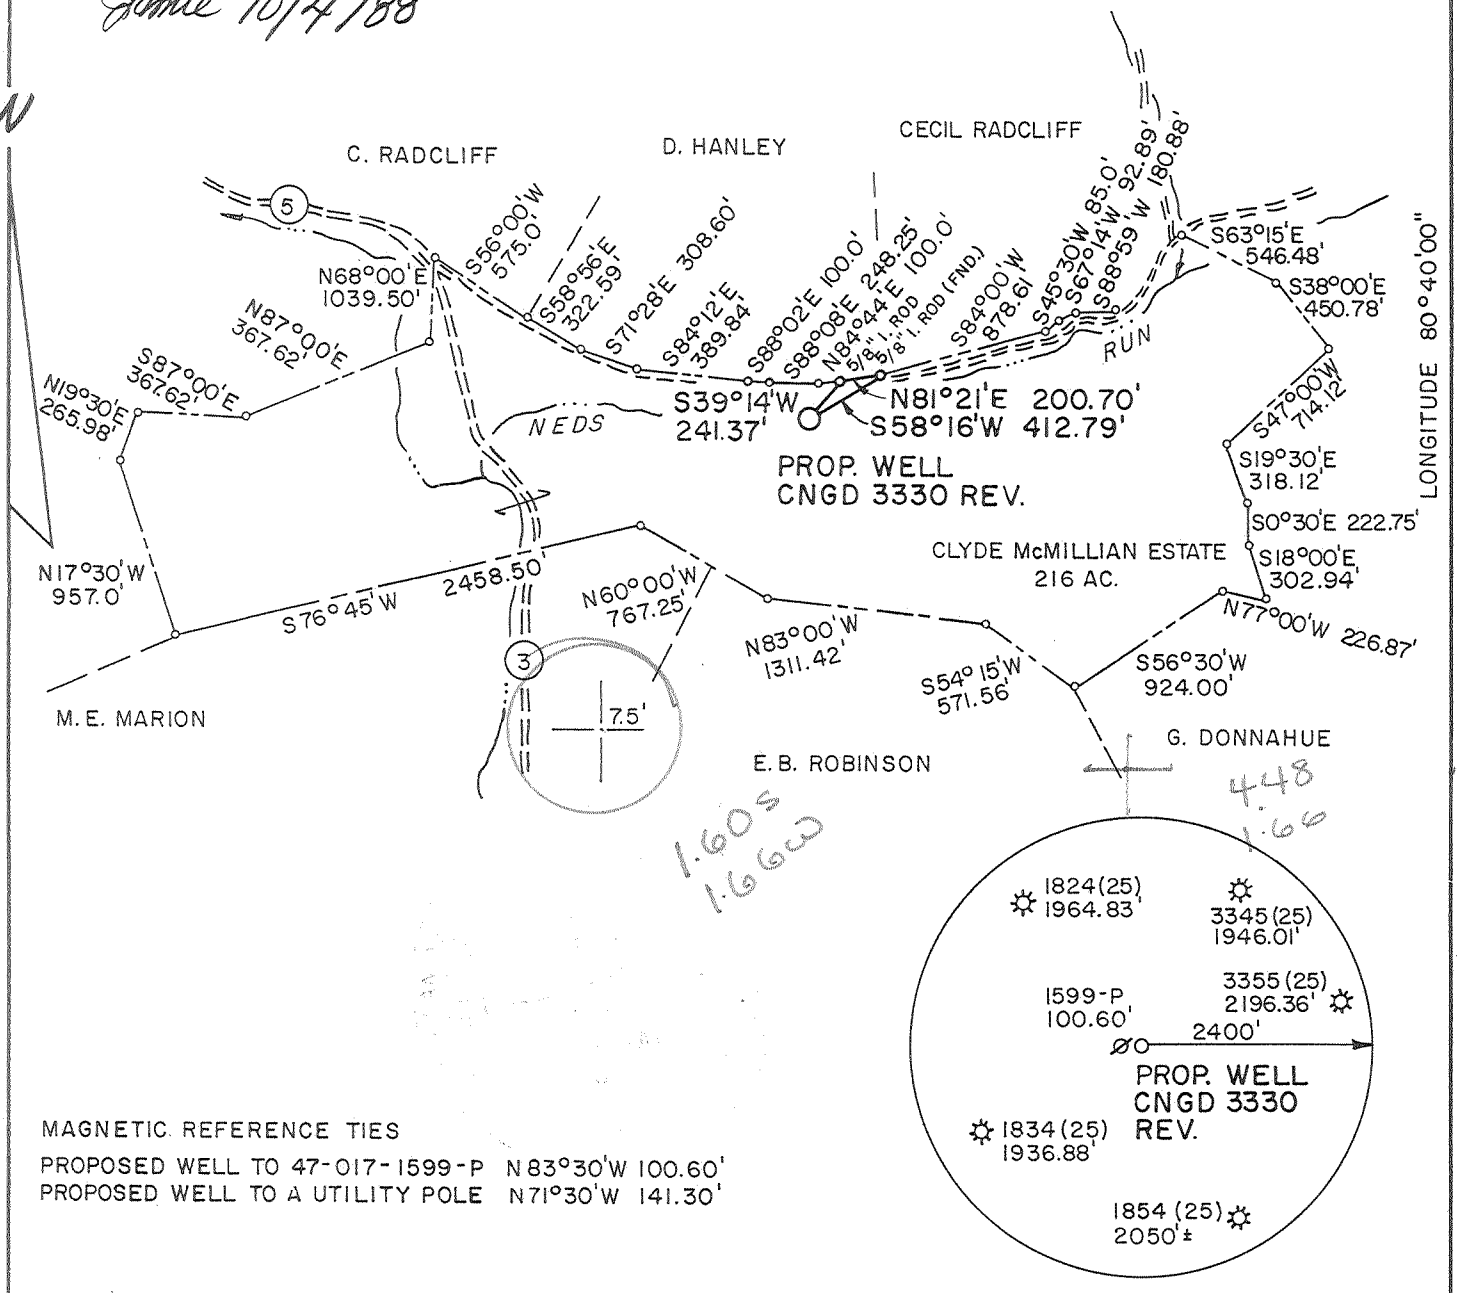 Jamie 10/4/88
N
C. RADCLIFF
D. HANLEY
CECIL RADCLIFF
5
S56°00'W
575.0'
S58°56'E
322.59'
S71°28'E 308.60'
S84°12'E
389.84'
S88°02'E 100.0'
S88°08'E 248.25'
N84°44'E 100.0'
5/8" I. ROD
5/8" I. ROD (FND.)
S84°00'W
878.61'
S45°30'W 85.0'
S67°14'W 92.89'
S88°59'W 180.88'
S63°15'E
546.48'
S38°00'E
450.78'
LONGITUDE 80°40'00"
N68°00'E
1039.50'
N87°00'E
367.62'
S87°00'E
367.62'
N19°30'E
265.98'
RUN
NEDS
S39°14'W
241.37'
N81°21'E 200.70'
S58°16'W 412.79'
PROP. WELL
CNGD 3330 REV.
S47°00'W
714.12'
S19°30'E
318.12'
S0°30'E 222.75'
S18°00'E
302.94'
CLYDE McMILLIAN ESTATE
216 AC.
N17°30'W
957.0'
S76°45'W
2458.50'
N60°00'W
767.25'
N83°00'W
1311.42'
S54°15'W
571.56'
S56°30'W
924.00'
N77°00'W 226.87'
3
7.5'
M. E. MARION
E. B. ROBINSON
G. DONNAHUE
1.60S
1.66W
4.48
1.66
1824(25)
1964.83'
3345(25)
1946.01'
3355(25)
2196.36'
1599-P
100.60'
2400'
PROP. WELL
CNGD 3330
REV.
1834(25)
1936.88'
1854 (25)
2050'±
MAGNETIC REFERENCE TIES
PROPOSED WELL TO 47-017-1599-P N83°30'W 100.60'
PROPOSED WELL TO A UTILITY POLE N71°30'W 141.30'